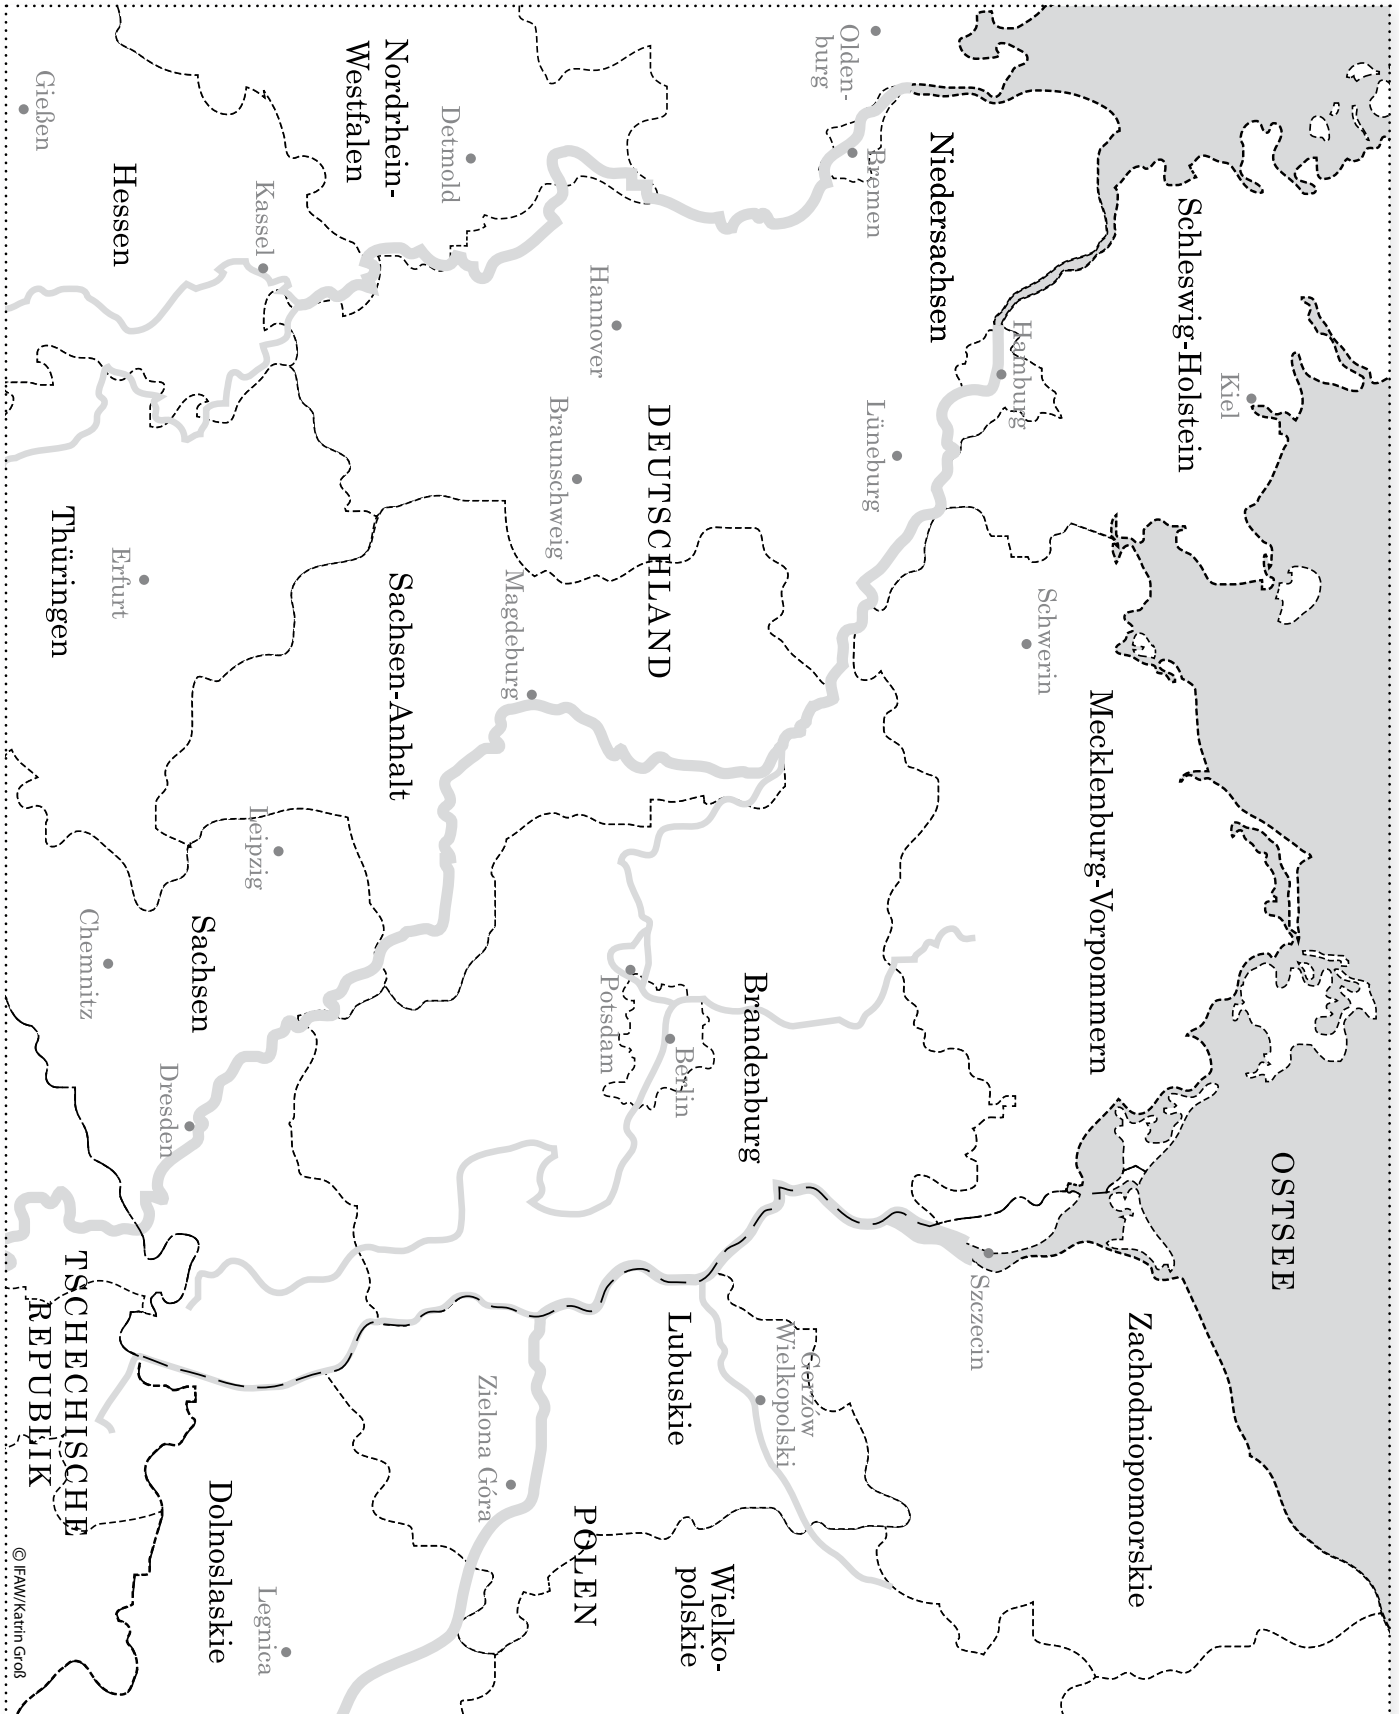 OSTSEE
Schleswig-Holstein
Kiel
Mecklenburg-Vorpommern
Zachodniopomorskie
Schwerin
Hamburg
Niedersachsen
Szczecin
Olden-
burg
Bremen
Lüneburg
Brandenburg
Gorzów
Wielkopolski
Wielko-
polskie
DEUTSCHLAND
Berlin
Lubuskie
Hannover
Potsdam
POLEN
Braunschweig
Magdeburg
Zielona Góra
Detmold
Nordrhein-
Westfalen
Sachsen-Anhalt
Kassel
Leipzig
Legnica
Sachsen
Dolnoslaskie
Dresden
Hessen
Erfurt
Chemnitz
Thüringen
TSCHECHISCHE
REPUBLIK
Gießen
© IFAW/Katrin Groß